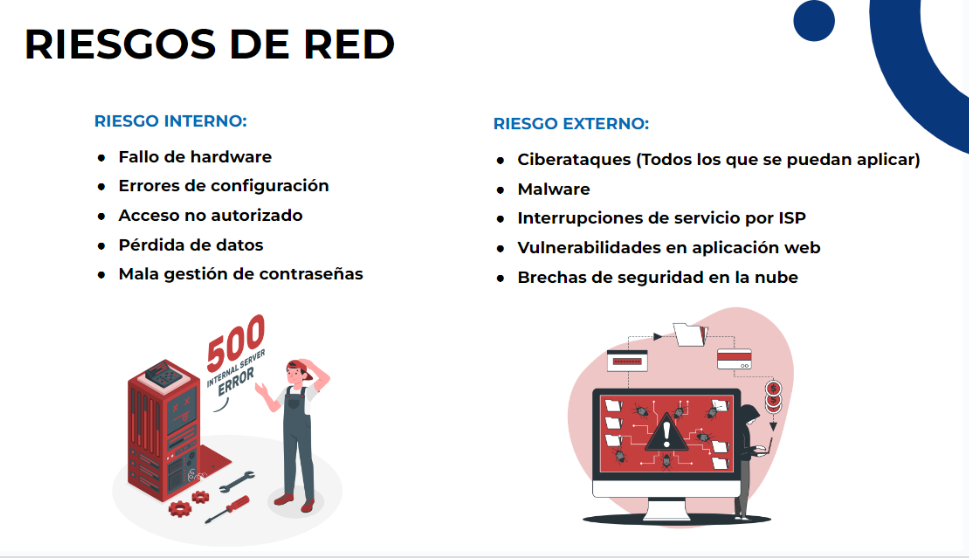 RIESGOS DE RED
RIESGO INTERNO:
• Fallo de hardware
• Errores de configuración
• Acceso no autorizado
• Pérdida de datos
• Mala gestión de contraseñas
RIESGO EXTERNO:
• Ciberataques (Todos los que se puedan aplicar)
• Malware
• Interrupciones de servicio por ISP
• Vulnerabilidades en aplicación web
• Brechas de seguridad en la nube
500
INTERNAL SERVER
ERROR
!
$
$